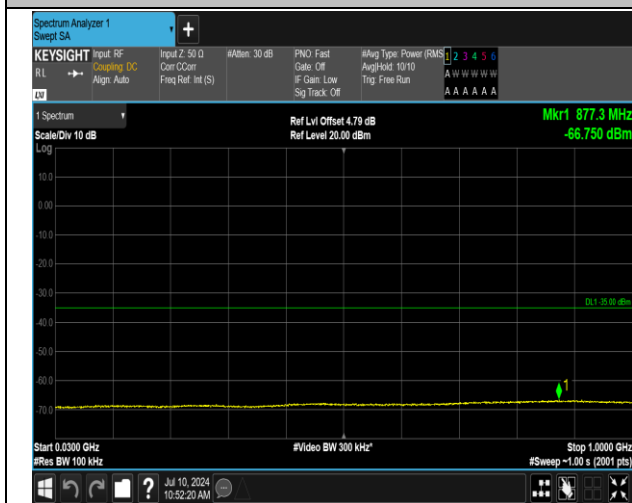 Spectrum Analyzer 1
Swept SA
+
KEYSIGHT
RL
LXI
Input: RF
Coupling: DC
Align: Auto
Input Z: 50 Ω
Corr CCorr
Freq Ref: Int (S)
#Atten: 30 dB
PNO: Fast
Gate: Off
IF Gain: Low
Sig Track: Off
#Avg Type: Power (RMS
Avg|Hold: 10/10
Trig: Free Run
1 2 3 4 5 6
A W W W W W
A A A A A A
1 Spectrum
Scale/Div 10 dB
Log
Ref Lvl Offset 4.79 dB
Ref Level 20.00 dBm
Mkr1 877.3 MHz
-66.750 dBm
10.0
0.00
-10.0
-20.0
-30.0
DL1 -35.00 dBm
-40.0
-50.0
-60.0
1
-70.0
Start 0.0300 GHz
#Res BW 100 kHz
#Video BW 300 kHz*
Stop 1.0000 GHz
#Sweep ~1.00 s (2001 pts)
?
Jul 10, 2024
10:52:20 AM